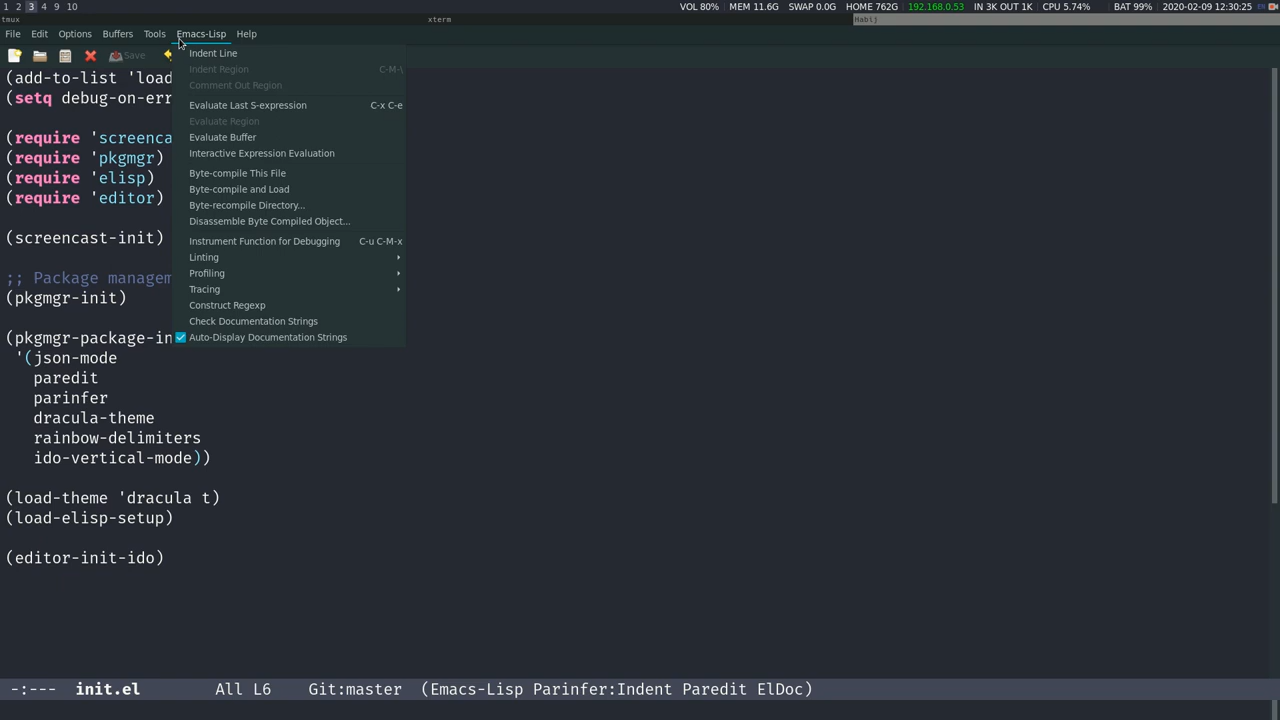 1 2 3 4 9 10 VOL 80% MEM 11.6G SWAP 0.0G HOME 762G 192.168.0.53 IN 3K OUT 1K CPU 5.74% BAT 99% 2020-02-09 12:30:25 en
tmux xterm Hablj
File Edit Options Buffers Tools Emacs-Lisp Help
Save
Indent Line
Indent Region C-M-\
Comment Out Region
Evaluate Last S-expression C-x C-e
Evaluate Region
Evaluate Buffer
Interactive Expression Evaluation
Byte-compile This File
Byte-compile and Load
Byte-recompile Directory...
Disassemble Byte Compiled Object...
Instrument Function for Debugging C-u C-M-x
Linting
Profiling
Tracing
Construct Regexp
Check Documentation Strings
Auto-Display Documentation Strings
(add-to-list 'load
(setq debug-on-err
(require 'screenca
(require 'pkgmgr)
(require 'elisp)
(require 'editor)
(screencast-init)
;; Package managem
(pkgmgr-init)
(pkgmgr-package-in
'(json-mode
paredit
parinfer
dracula-theme
rainbow-delimiters
ido-vertical-mode))
(load-theme 'dracula t)
(load-elisp-setup)
(editor-init-ido)
-:--- init.el All L6 Git:master (Emacs-Lisp Parinfer:Indent Paredit ElDoc)